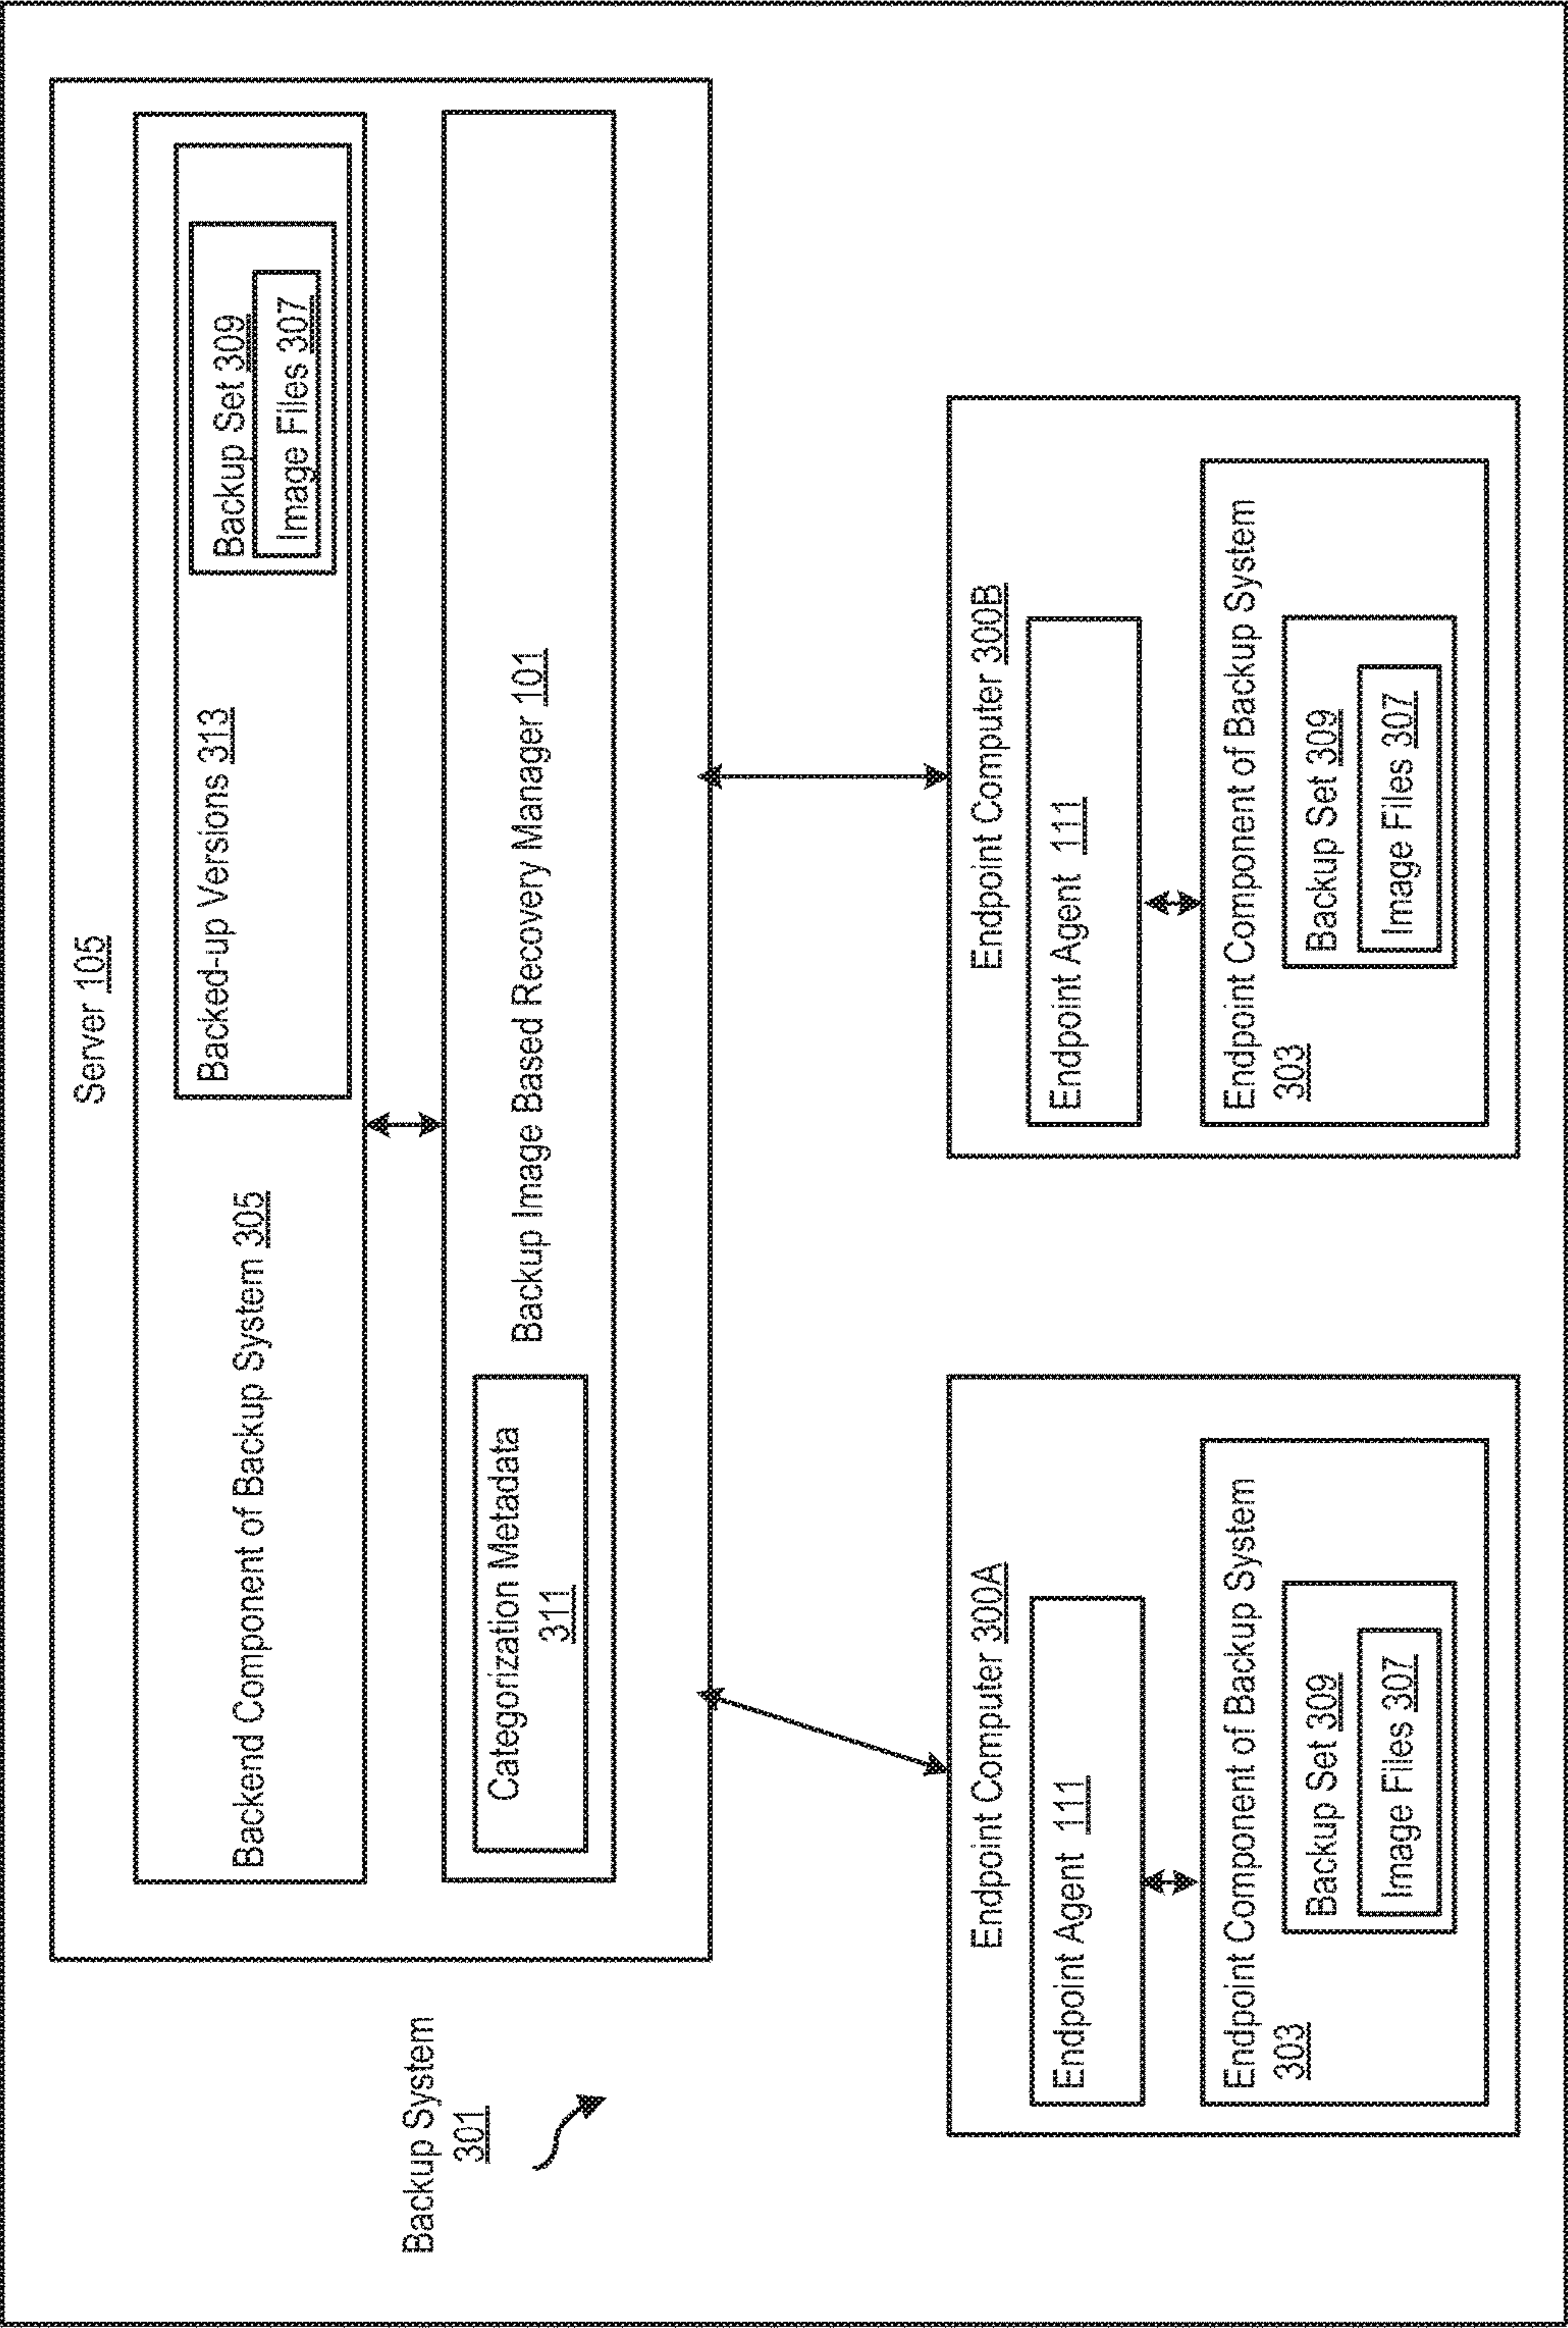 Server 105
Backend Component of Backup System 305
Backed-up Versions 313
Backup Set 309
Image Files 307
Categorization Metadata
311
Backup Image Based Recovery Manager 101
Backup System
301
Endpoint Computer 300A
Endpoint Agent 111
Endpoint Component of Backup System
303
Backup Set 309
Image Files 307
Endpoint Computer 300B
Endpoint Agent 111
Endpoint Component of Backup System
303
Backup Set 309
Image Files 307